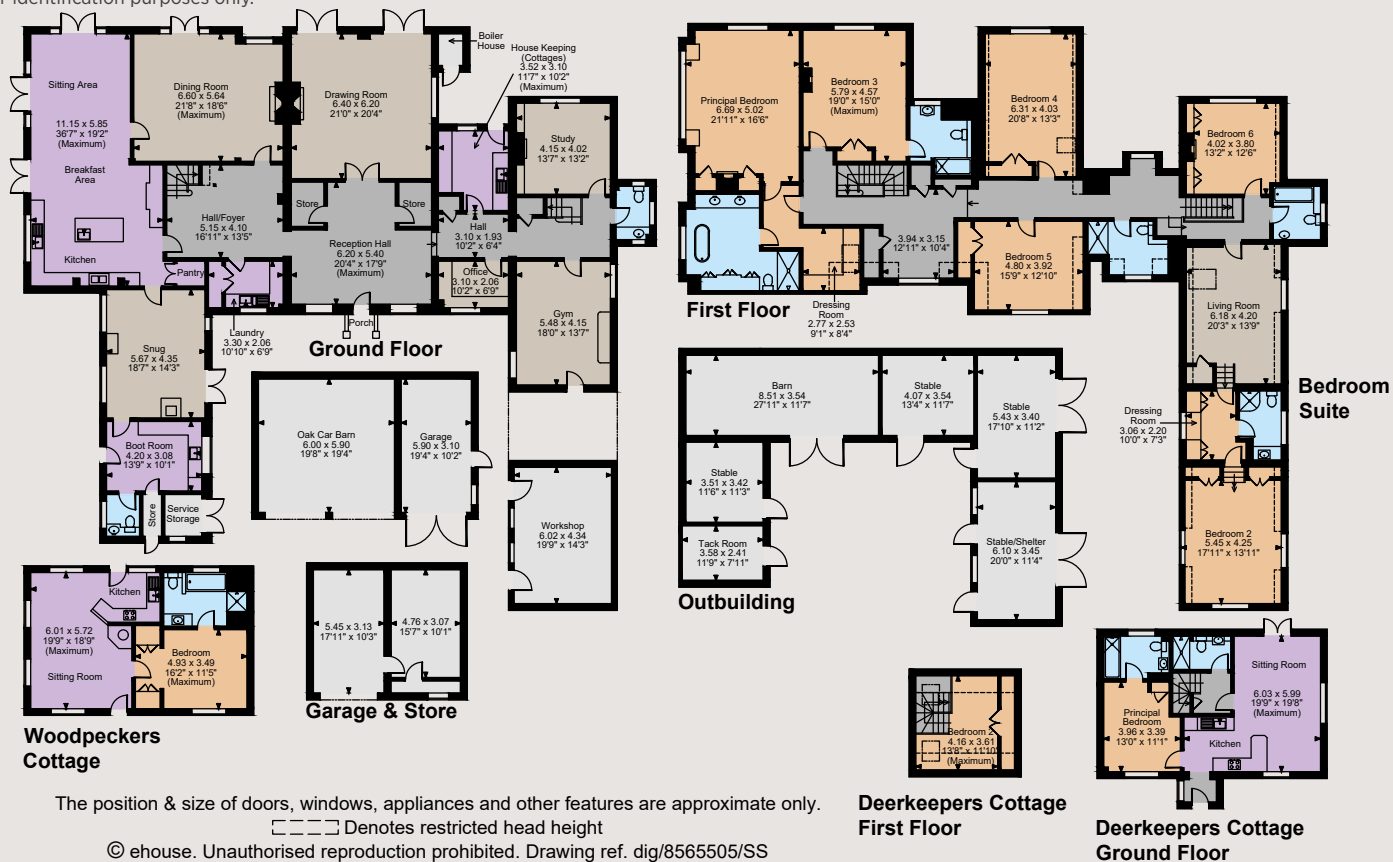 identification purposes only.
Sitting Area
11.15 x 5.85
36'7" x 19'2"
(Maximum)
Breakfast
Area
Kitchen
Dining Room
6.60 x 5.64
21'8" x 18'6"
(Maximum)
Drawing Room
6.40 x 6.20
21'0" x 20'4"
Boiler
House
House Keeping
(Cottages)
3.52 x 3.10
11'7" x 10'2"
(Maximum)
Study
4.15 x 4.02
13'7" x 13'2"
Store
Store
Hall/Foyer
5.15 x 4.10
16'11" x 13'5"
Hall
3.10 x 1.93
10'2" x 6'4"
Reception Hall
6.20 x 5.40
20'4" x 17'9"
(Maximum)
Office
3.10 x 2.06
10'2" x 6'9"
Pantry
Laundry
3.30 x 2.06
10'10" x 6'9"
Porch
Gym
5.48 x 4.15
18'0" x 13'7"
Ground Floor
Snug
5.67 x 4.35
18'7" x 14'3"
Boot Room
4.20 x 3.08
13'9" x 10'1"
Store
Service
Storage
Oak Car Barn
6.00 x 5.90
19'8" x 19'4"
Garage
5.90 x 3.10
19'4" x 10'2"
Workshop
6.02 x 4.34
19'9" x 14'3"
Principal Bedroom
6.69 x 5.02
21'11" x 16'6"
Bedroom 3
5.79 x 4.57
19'0" x 15'0"
(Maximum)
Bedroom 4
6.31 x 4.03
20'8" x 13'3"
Bedroom 6
4.02 x 3.80
13'2" x 12'6"
3.94 x 3.15
12'11" x 10'4"
Bedroom 5
4.80 x 3.92
15'9" x 12'10"
Dressing
Room
2.77 x 2.53
9'1" x 8'4"
First Floor
Living Room
6.18 x 4.20
20'3" x 13'9"
Bedroom
Suite
Dressing
Room
3.06 x 2.20
10'0" x 7'3"
Bedroom 2
5.45 x 4.25
17'11" x 13'11"
Barn
8.51 x 3.54
27'11" x 11'7"
Stable
4.07 x 3.54
13'4" x 11'7"
Stable
5.43 x 3.40
17'10" x 11'2"
Stable
3.51 x 3.42
11'6" x 11'3"
Tack Room
3.58 x 2.41
11'9" x 7'11"
Stable/Shelter
6.10 x 3.45
20'0" x 11'4"
Outbuilding
Kitchen
6.01 x 5.72
19'9" x 18'9"
(Maximum)
Sitting Room
Bedroom
4.93 x 3.49
16'2" x 11'5"
(Maximum)
Woodpeckers
Cottage
5.45 x 3.13
17'11" x 10'3"
4.76 x 3.07
15'7" x 10'1"
Garage & Store
Bedroom 2
4.16 x 3.61
13'8" x 11'10"
(Maximum)
Deerkeepers Cottage
First Floor
Sitting Room
6.03 x 5.99
19'9" x 19'8"
(Maximum)
Principal
Bedroom
3.96 x 3.39
13'0" x 11'1"
Kitchen
Deerkeepers Cottage
Ground Floor
The position & size of doors, windows, appliances and other features are approximate only.
Denotes restricted head height
© ehouse. Unauthorised reproduction prohibited. Drawing ref. dig/8565505/SS